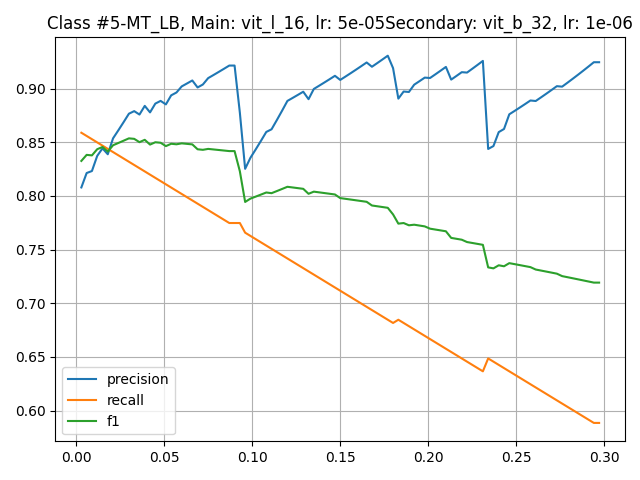 Class #5-MT_LB, Main: vit_l_16, lr: 5e-05Secondary: vit_b_32, lr: 1e-06
0.90
0.85
0.80
0.75
0.70
0.65
0.60
precision
recall
f1
0.00 0.05 0.10 0.15 0.20 0.25 0.30